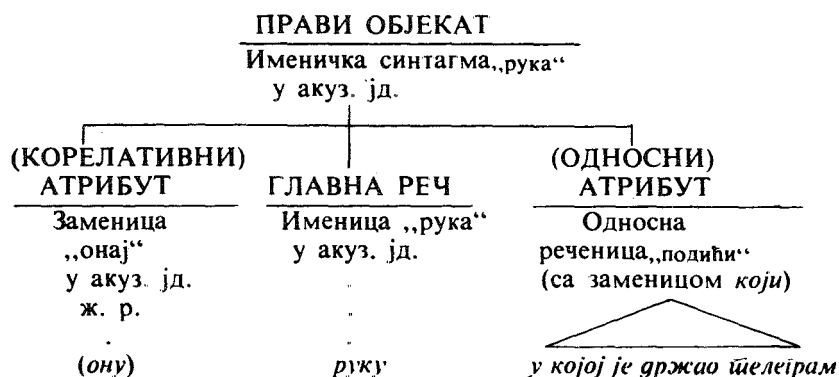 ПРАВИ ОБЈЕКАТ
Именичка синтагма „рука“
у акуз. јд.
(КОРЕЛАТИВНИ)
АТРИБУТ
Заменица
„онај“
у акуз. јд.
ж. р.
(ону)
ГЛАВНА РЕЧ
Именица „рука“
у акуз. јд.
руку
(ОДНОСНИ)
АТРИБУТ
Односна
реченица „подићи“
(са заменицом који)
у којој је држао телеграм